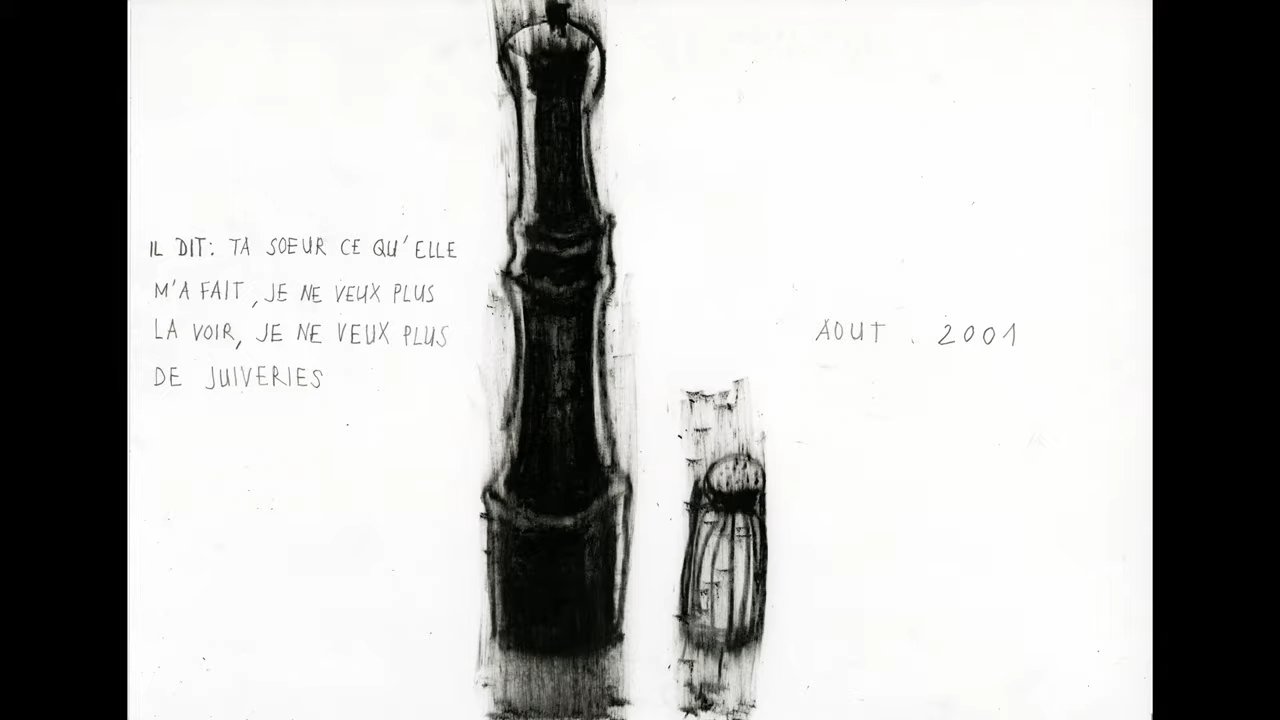 IL DIT: TA SOEUR CE QU'ELLE
M'A FAIT, JE NE VEUX PLUS
LA VOIR, JE NE VEUX PLUS
DE JUIVERIES
AOUT . 2001